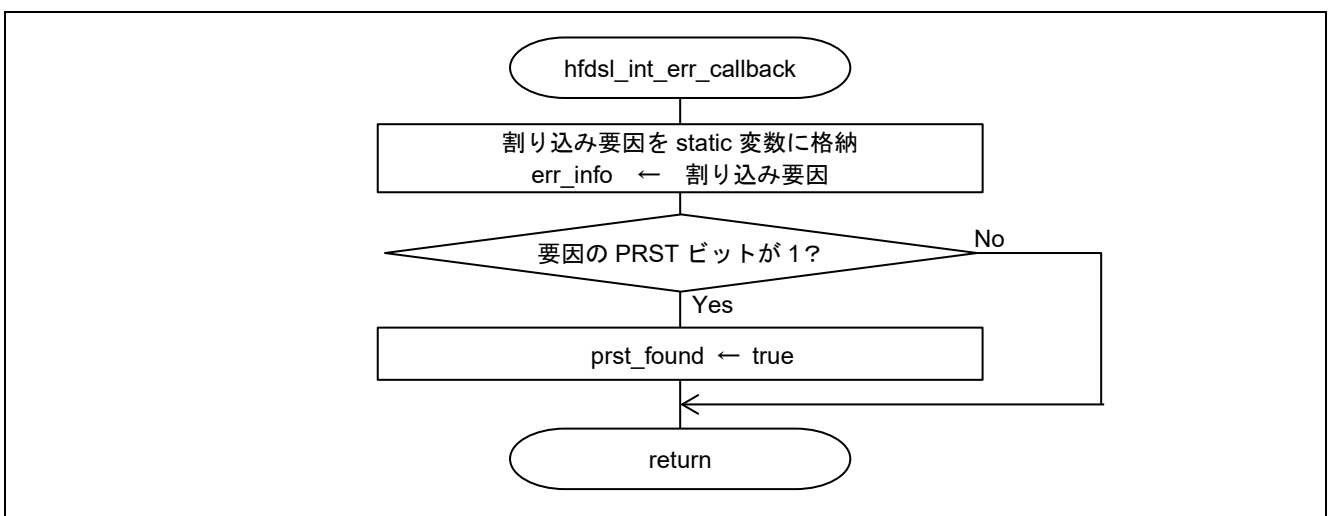 hfdsl_int_err_callback
割り込み要因を static 変数に格納
err_info ← 割り込み要因
要因の PRST ビットが 1？
No
Yes
prst_found ← true
return